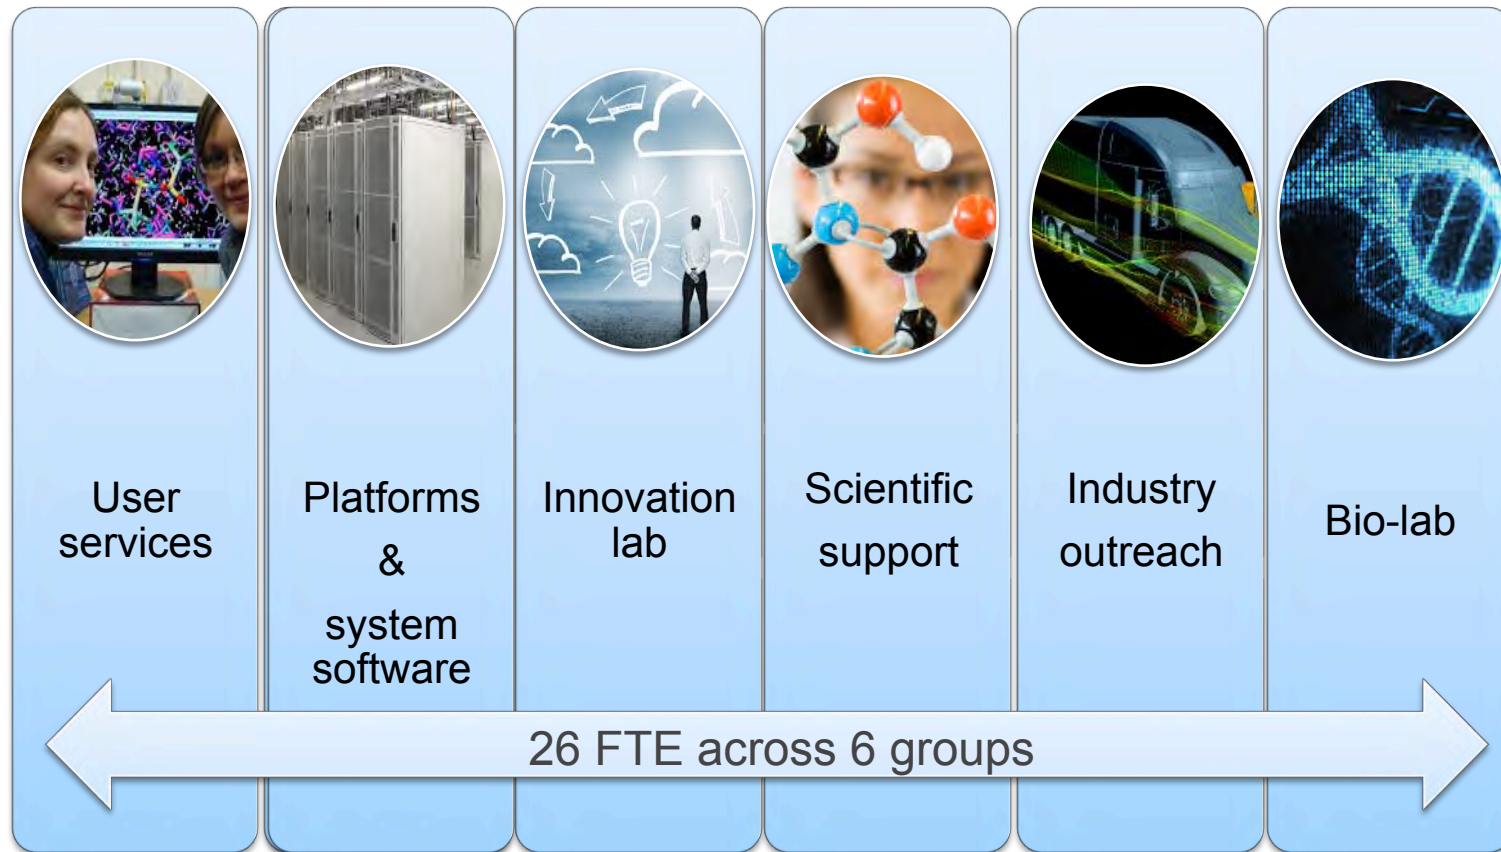 User
services
Platforms
&
system
software
Innovation
lab
Scientific
support
Industry
outreach
Bio-lab
26 FTE across 6 groups